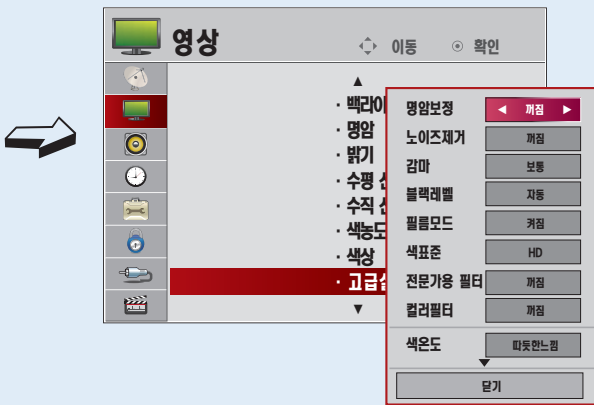 영상
이동 확인
· 백라이
· 명암
· 밝기
· 수평 선
· 수직 선
· 색농도
· 색상
· 고급설
명암보정 ◀ 꺼짐 ▶
노이즈제거 꺼짐
감마 보통
블랙레벨 자동
필름모드 켜짐
색표준 HD
전문가용 필터 꺼짐
컬러필터 꺼짐
색온도 따뜻한느낌
닫기